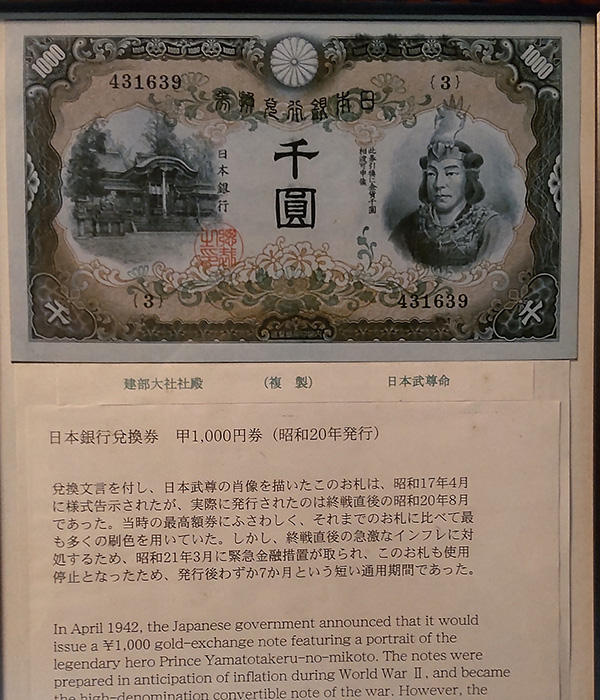 1000
1000
431639
{3}
日本銀行兌換券
千圓
日本銀行
此券引換に金貨千圓
相渡可申候
{3}
431639
千
千
建部大社社殿 (複 製) 日本武尊命
日本銀行兌換券 甲1,000円券(昭和20年発行)
兌換文言を付し、日本武尊の肖像を描いたこのお札は、昭和17年4月
に様式告示されたが、実際に発行されたのは終戦直後の昭和20年8月
であった。当時の最高額券にふさわしく、それまでのお札に比べて最
も多くの刷色を用いていた。しかし、終戦直後の急激なインフレに対
処するため、昭和21年3月に緊急金融措置が取られ、このお札も使用
停止となったため、発行後わずか7か月という短い通用期間であった。
In April 1942, the Japanese government announced that it would
issue a ¥1,000 gold-exchange note featuring a portrait of the
legendary hero Prince Yamatotakeru-no-mikoto. The notes were
prepared in anticipation of inflation during World War Ⅱ, and became
the high-denomination convertible note of the war. However, the